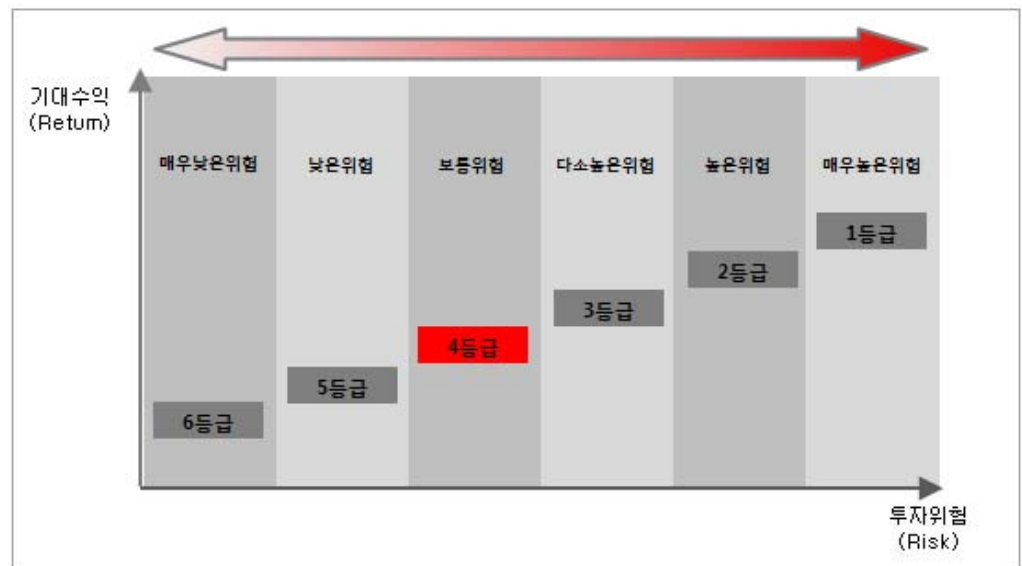 기대수익
(Return)
매우낮은위험
낮은위험
보통위험
다소높은위험
높은위험
매우높은위험
1등급
2등급
3등급
4등급
5등급
6등급
투자위험
(Risk)